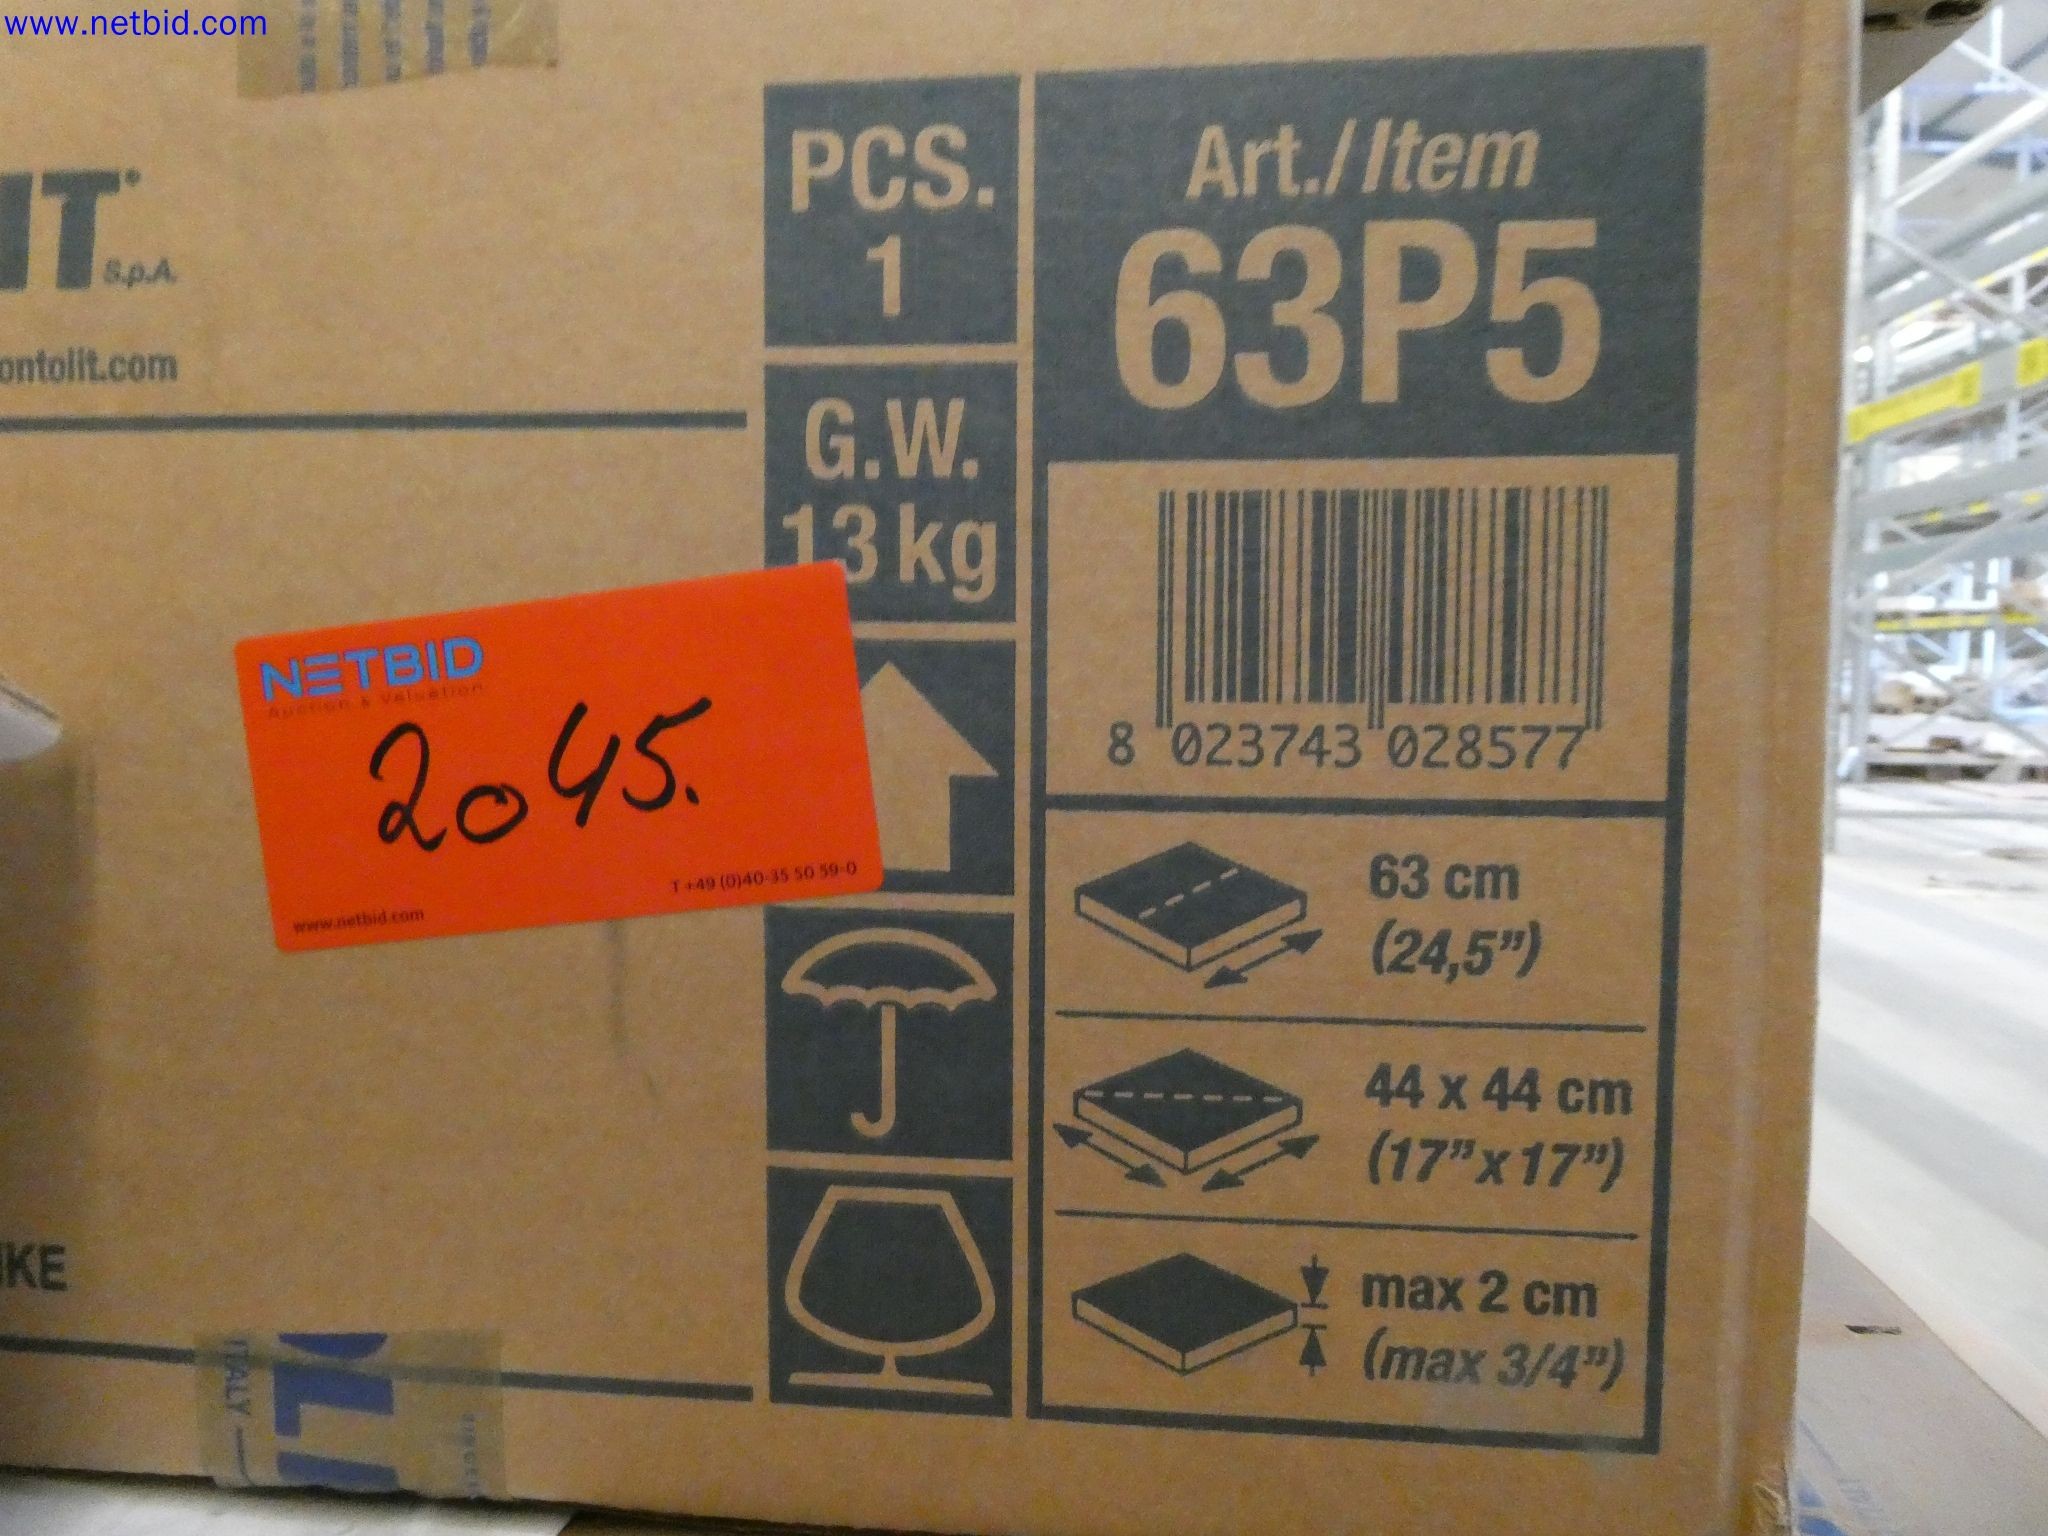 www.netbid.com
S.p.A.
ontolit.com
PCS.
1
G.W.
13 kg
Art./Item
63P5
8 023743 028577
NETBID
Auction & Valuation
2045.
T +49 (0)40-35 50 59-0
www.netbid.com
63 cm
(24,5”)
44 x 44 cm
(17”x 17”)
max 2 cm
(max 3/4”)
ITALY